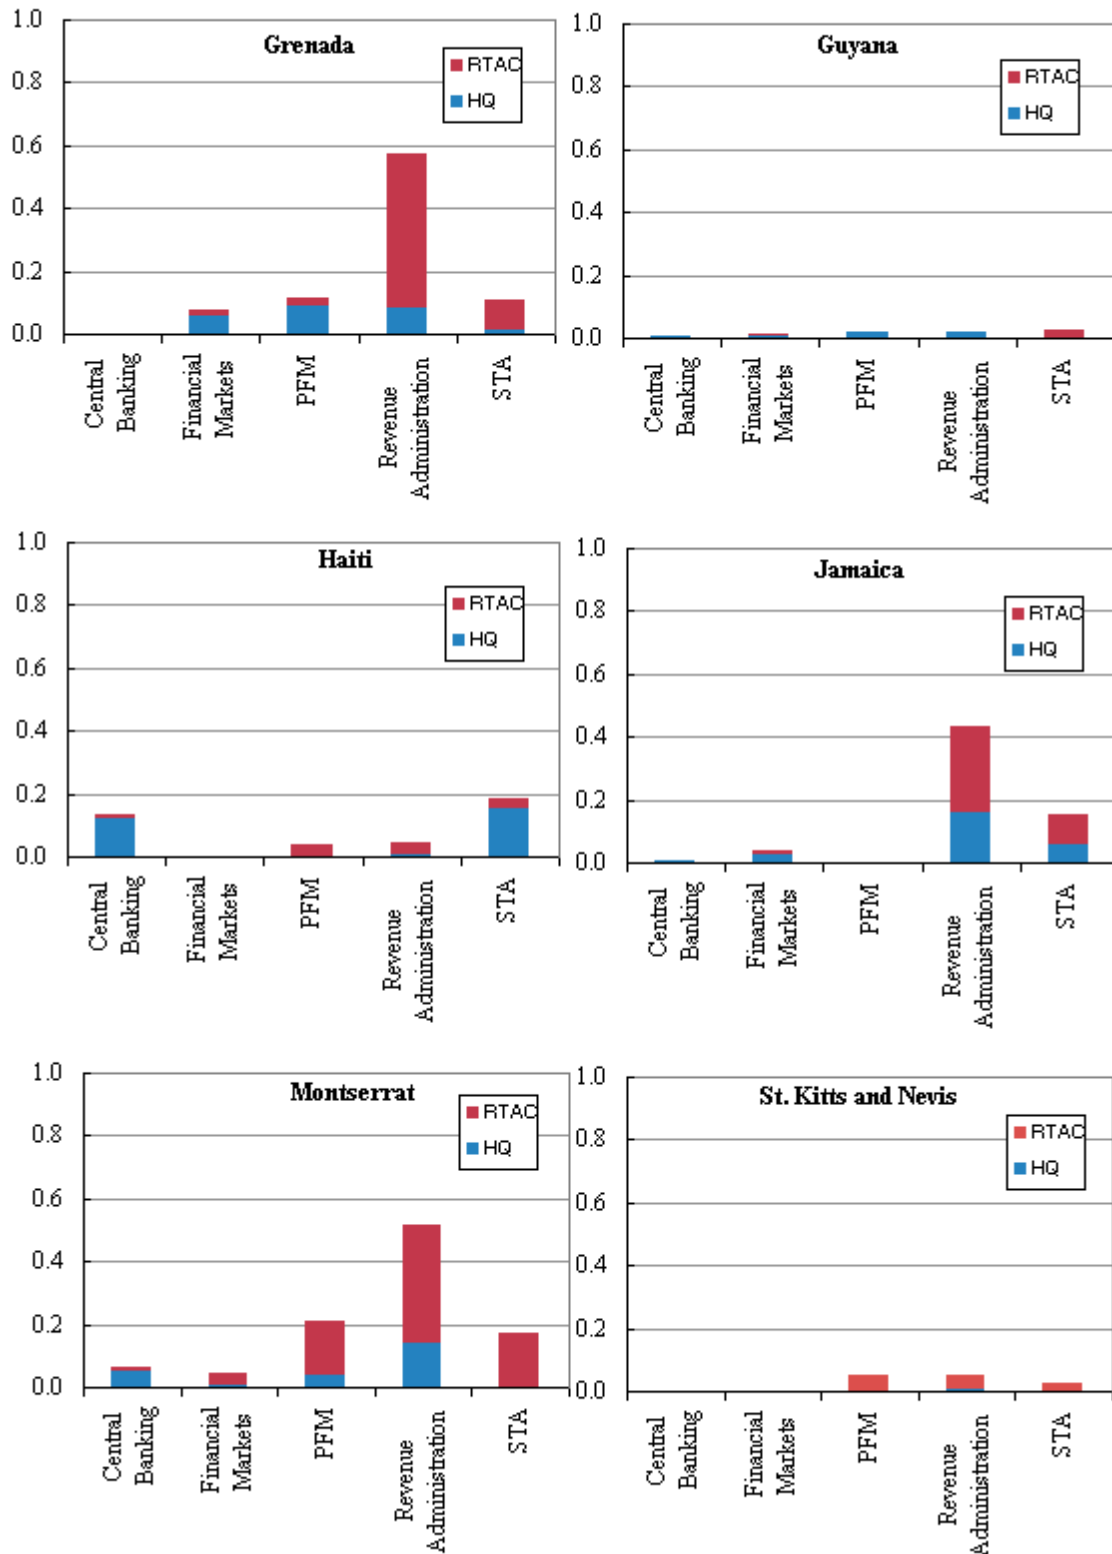 Grenada
1.0
0.8
0.6
0.4
0.2
0.0
RTAC
HQ
Central
Banking
Financial
Markets
PFM
Revenue
Administration
STA
Guyana
1.0
0.8
0.6
0.4
0.2
0.0
RTAC
HQ
Central
Banking
Financial
Markets
PFM
Revenue
Administration
STA
Haiti
1.0
0.8
0.6
0.4
0.2
0.0
RTAC
HQ
Central
Banking
Financial
Markets
PFM
Revenue
Administration
STA
Jamaica
1.0
0.8
0.6
0.4
0.2
0.0
RTAC
HQ
Central
Banking
Financial
Markets
PFM
Revenue
Administration
STA
Montserrat
1.0
0.8
0.6
0.4
0.2
0.0
RTAC
HQ
Central
Banking
Financial
Markets
PFM
Revenue
Administration
STA
St. Kitts and Nevis
1.0
0.8
0.6
0.4
0.2
0.0
RTAC
HQ
Central
Banking
Financial
Markets
PFM
Revenue
Administration
STA